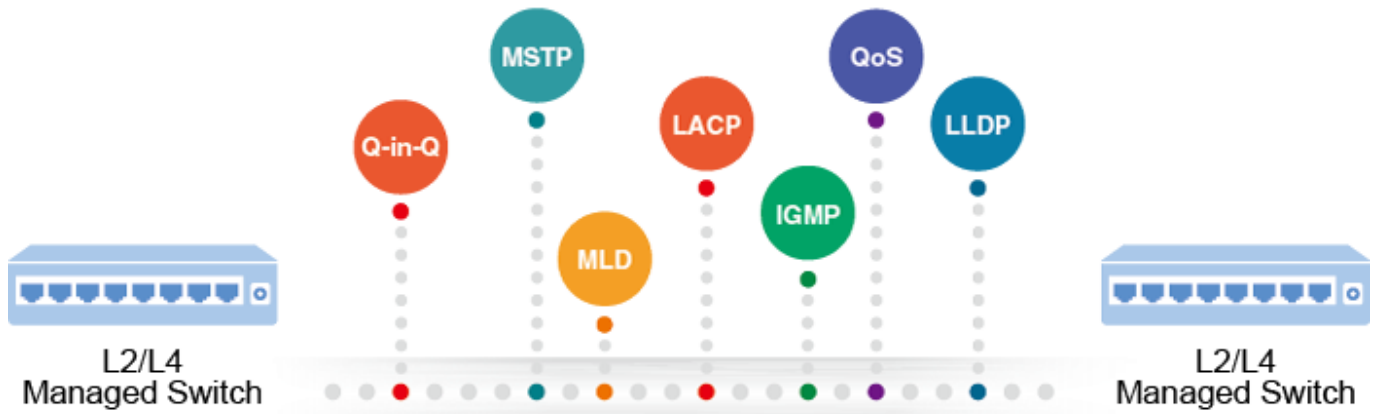 MSTP
QoS
Q-in-Q
LACP
LLDP
IGMP
MLD
L2/L4
Managed Switch
L2/L4
Managed Switch